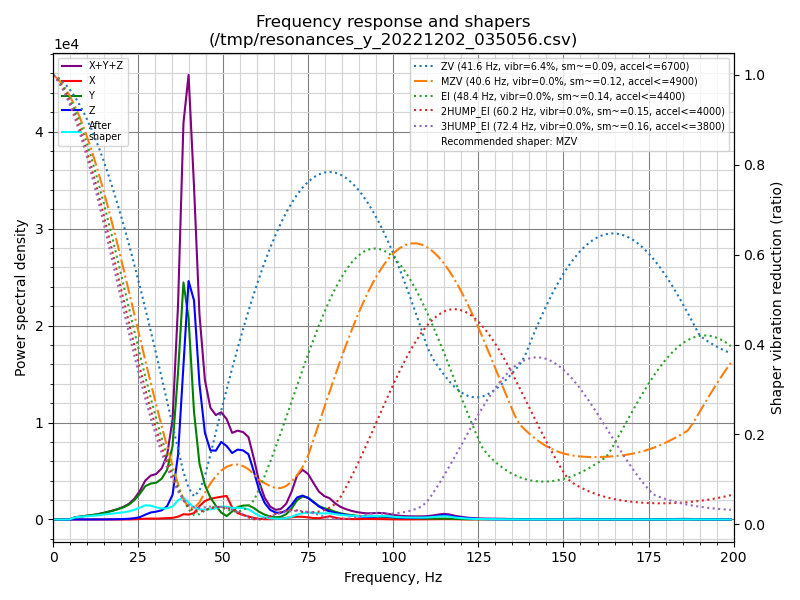 Frequency response and shapers
(/tmp/resonances_y_20221202_035056.csv)
1e4
X+Y+Z
X
Y
Z
After
shaper
ZV (41.6 Hz, vibr=6.4%, sm~=0.09, accel<=6700)
MZV (40.6 Hz, vibr=0.0%, sm~=0.12, accel<=4900)
EI (48.4 Hz, vibr=0.0%, sm~=0.14, accel<=4400)
2HUMP_EI (60.2 Hz, vibr=0.0%, sm~=0.15, accel<=4000)
3HUMP_EI (72.4 Hz, vibr=0.0%, sm~=0.16, accel<=3800)
Recommended shaper: MZV
Power spectral density
4
3
2
1
0
1.0
0.8
0.6
0.4
0.2
0.0
Shaper vibration reduction (ratio)
0 25 50 75 100 125 150 175 200
Frequency, Hz